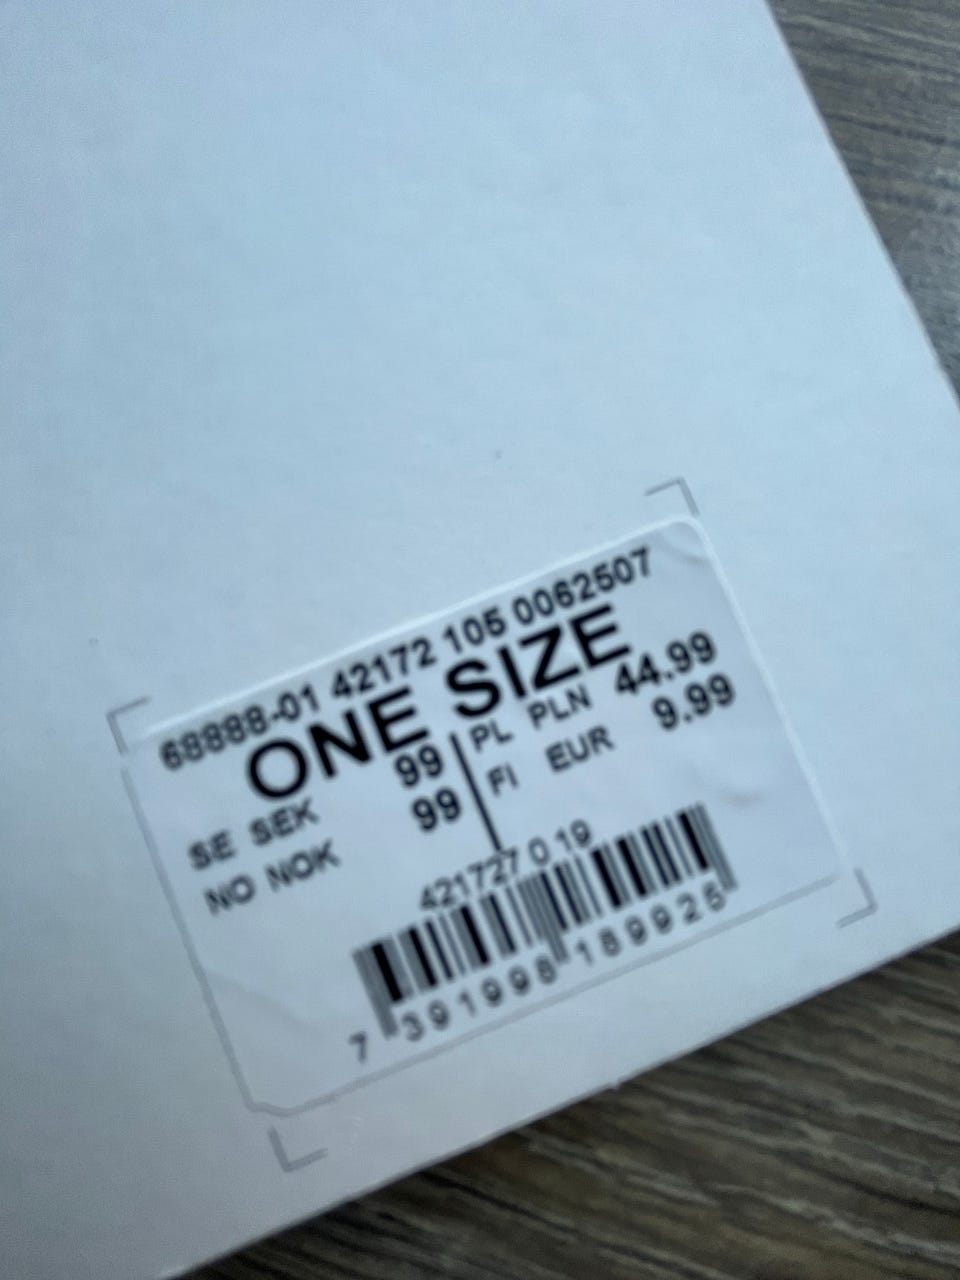 68888-01 42172 105 0062507
ONE SIZE
SE SEK 99 PL PLN 44.99
NO NOK 99 FI EUR 9.99
421727 0 19
7 391998 189925